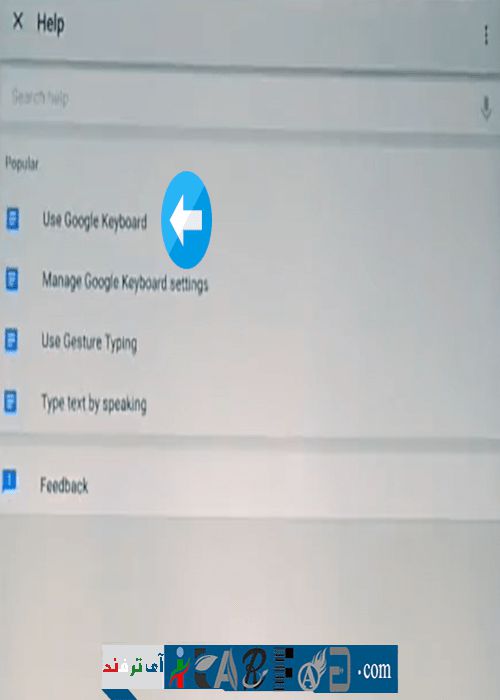 Help
Search help
Popular
Use Google Keyboard
Manage Google Keyboard settings
Use Gesture Typing
Type text by speaking
Feedback
آی ترفند
.com